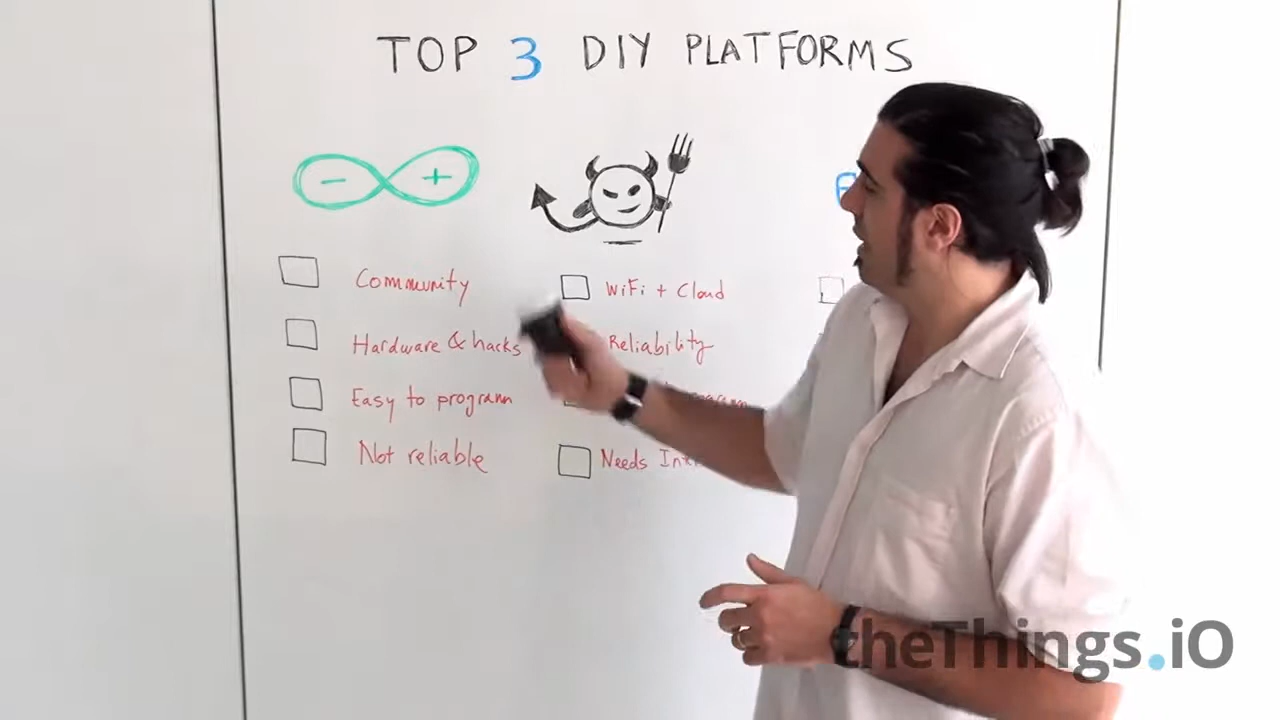 TOP 3 DIY PLATFORMS
- +
Community
Hardware & hacks
Easy to program
Not reliable
WiFi + Cloud
Reliability
Needs
theThings.iO